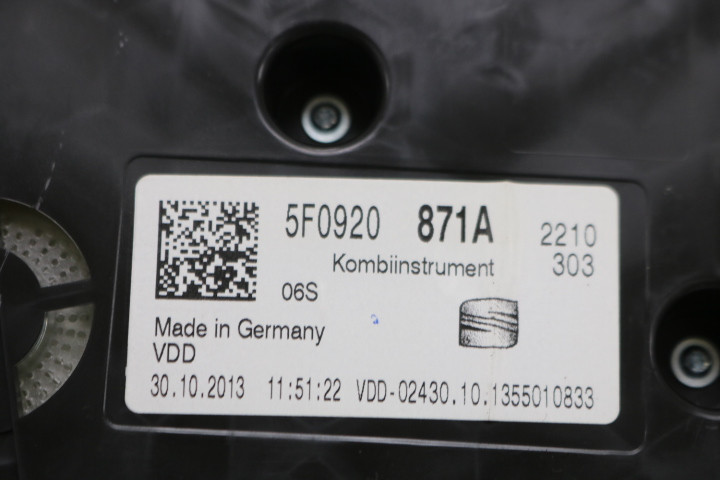 5F0920 871A 2210
Kombiinstrument 303
06S
Made in Germany
VDD
30.10.2013 11:51:22 VDD-02430.10.1355010833